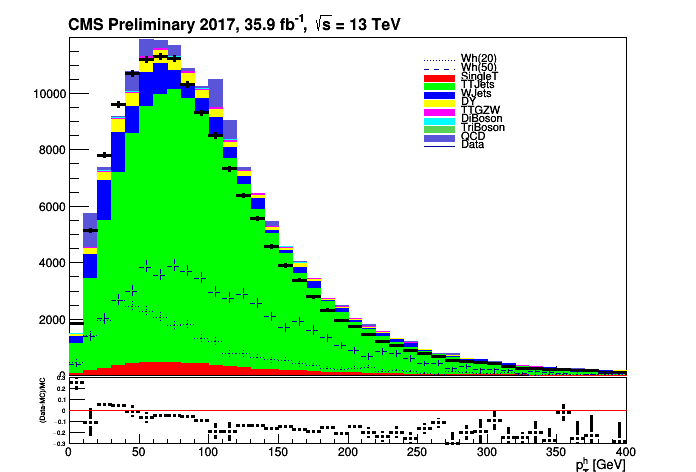 CMS Preliminary 2017, 35.9 fb⁻¹, √s = 13 TeV
Wh(20)
Wh(50)
SingleT
TTJets
WJets
DY
TTGZW
DiBoson
TriBoson
QCD
Data
10000
8000
6000
4000
2000
0
(Data-MC)/MC
0.3
0.2
0.1
0
-0.1
-0.2
-0.3
0 50 100 150 200 250 300 350 400
p_T^h [GeV]